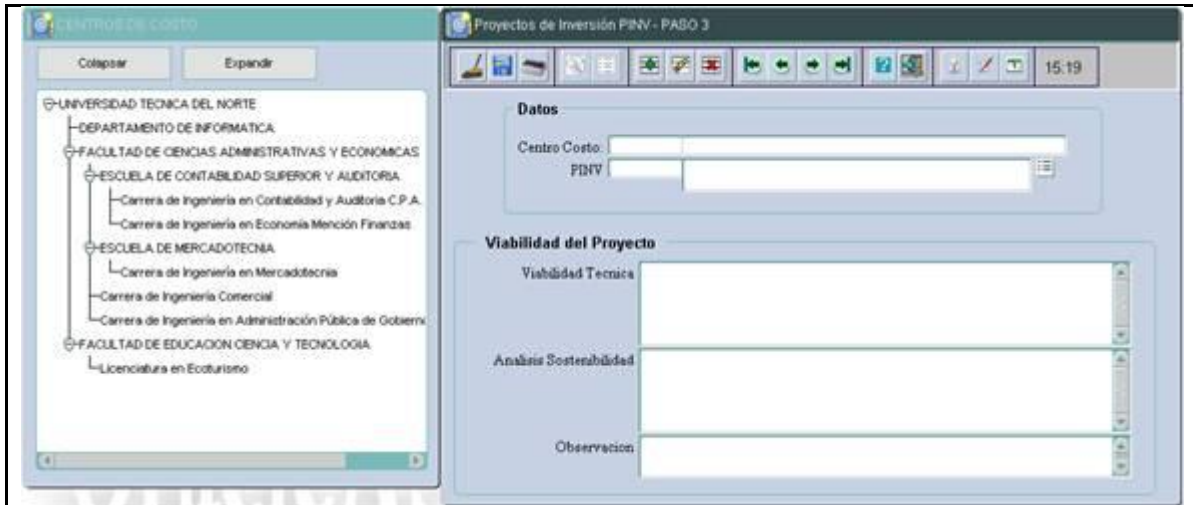 CENTROS DE COSTO
Colapsar
Expandir
UNIVERSIDAD TECNICA DEL NORTE
DEPARTAMENTO DE INFORMATICA
FACULTAD DE CIENCIAS ADMINISTRATIVAS Y ECONOMICAS
ESCUELA DE CONTABILIDAD SUPERIOR Y AUDITORIA
Carrera de Ingeniería en Contabilidad y Auditoria C.P.A.
Carrera de Ingeniería en Economía Mención Finanzas
ESCUELA DE MERCADOTECNIA
Carrera de Ingeniería en Mercadotecnia
Carrera de Ingeniería Comercial
Carrera de Ingeniería en Administración Pública de Gobierno
FACULTAD DE EDUCACION CIENCIA Y TECNOLOGIA
Licenciatura en Ecoturismo
Proyectos de Inversión PINV - PASO 3
15:19
Datos
Centro Costo:
PINV
Viabilidad del Proyecto
Viabilidad Tecnica
Analisis Sostenibilidad
Observacion